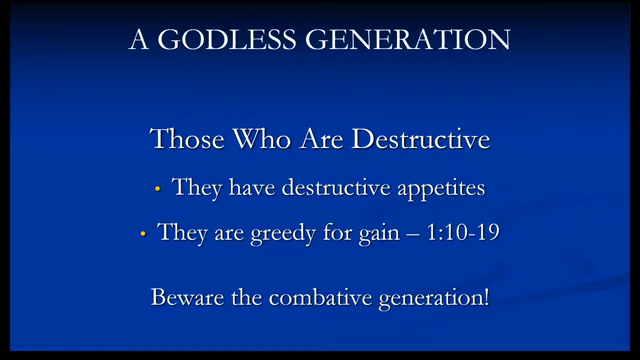 A GODLESS GENERATION
Those Who Are Destructive
• They have destructive appetites
• They are greedy for gain – 1:10-19
Beware the combative generation!